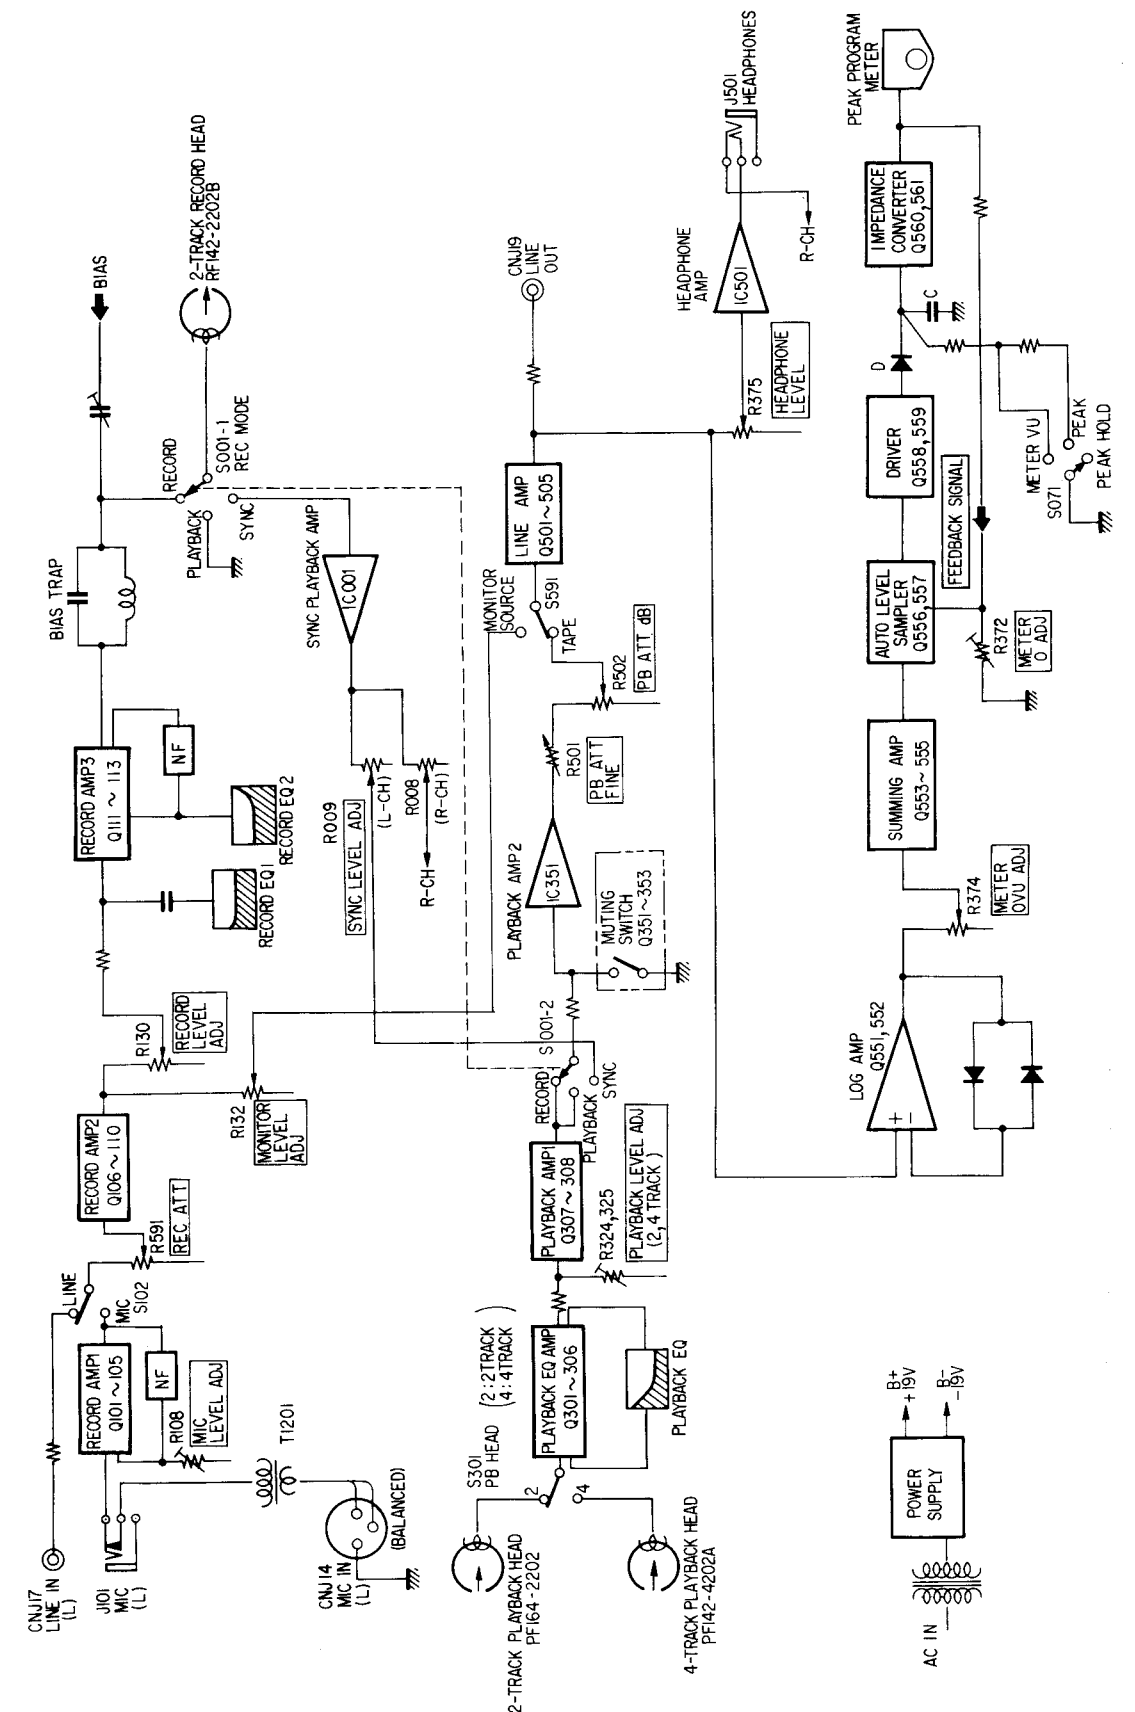 CNJ17
LINE IN
(L)
J101
MIC
(L)
CNJ14
MIC IN
(L)
(BALANCED)
T1201
RECORD AMP1
Q101~105
NF
R108
MIC
LEVEL ADJ
LINE
MIC
S102
R591
REC ATT
RECORD AMP2
Q106~110
R132
MONITOR
LEVEL
ADJ
R130
RECORD
LEVEL
ADJ
RECORD EQ1
RECORD EQ2
RECORD AMP3
Q111~113
NF
BIAS TRAP
BIAS
RECORD
PLAYBACK
SYNC
S001-1
REC MODE
2-TRACK RECORD HEAD
RF142-2202B
SYNC PLAYBACK AMP
IC001
R009
SYNC LEVEL ADJ
(L-CH)
R008
(R-CH)
R-CH
2-TRACK PLAYBACK HEAD
PF164-2202
4-TRACK PLAYBACK HEAD
PF142-4202A
S301
PB HEAD
(2:2TRACK
4:4TRACK)
2
4
PLAYBACK EQ AMP
Q301~306
PLAYBACK EQ
PLAYBACK AMP1
Q307~308
R324,325
PLAYBACK LEVEL ADJ
(2,4 TRACK)
RECORD
PLAYBACK
SYNC
S001-2
MUTING
SWITCH
Q351~353
PLAYBACK AMP2
IC351
R501
PB ATT
FINE
R502
PB ATT dB
MONITOR
SOURCE
TAPE
S591
LINE AMP
Q501~505
CNJ19
LINE
OUT
R375
HEADPHONE
LEVEL
HEADPHONE
AMP
IC501
R-CH
J501
HEADPHONES
LOG AMP
Q551,552
+
−
R374
METER
0VU ADJ
SUMMING AMP
Q553~555
AUTO LEVEL
SAMPLER
Q556,557
R372
METER
0 ADJ
FEEDBACK SIGNAL
DRIVER
Q558,559
D
C
METER VU
PEAK
PEAK HOLD
S071
IMPEDANCE
CONVERTER
Q560,561
PEAK PROGRAM
METER
AC IN
POWER
SUPPLY
B+
+19V
B-
-19V